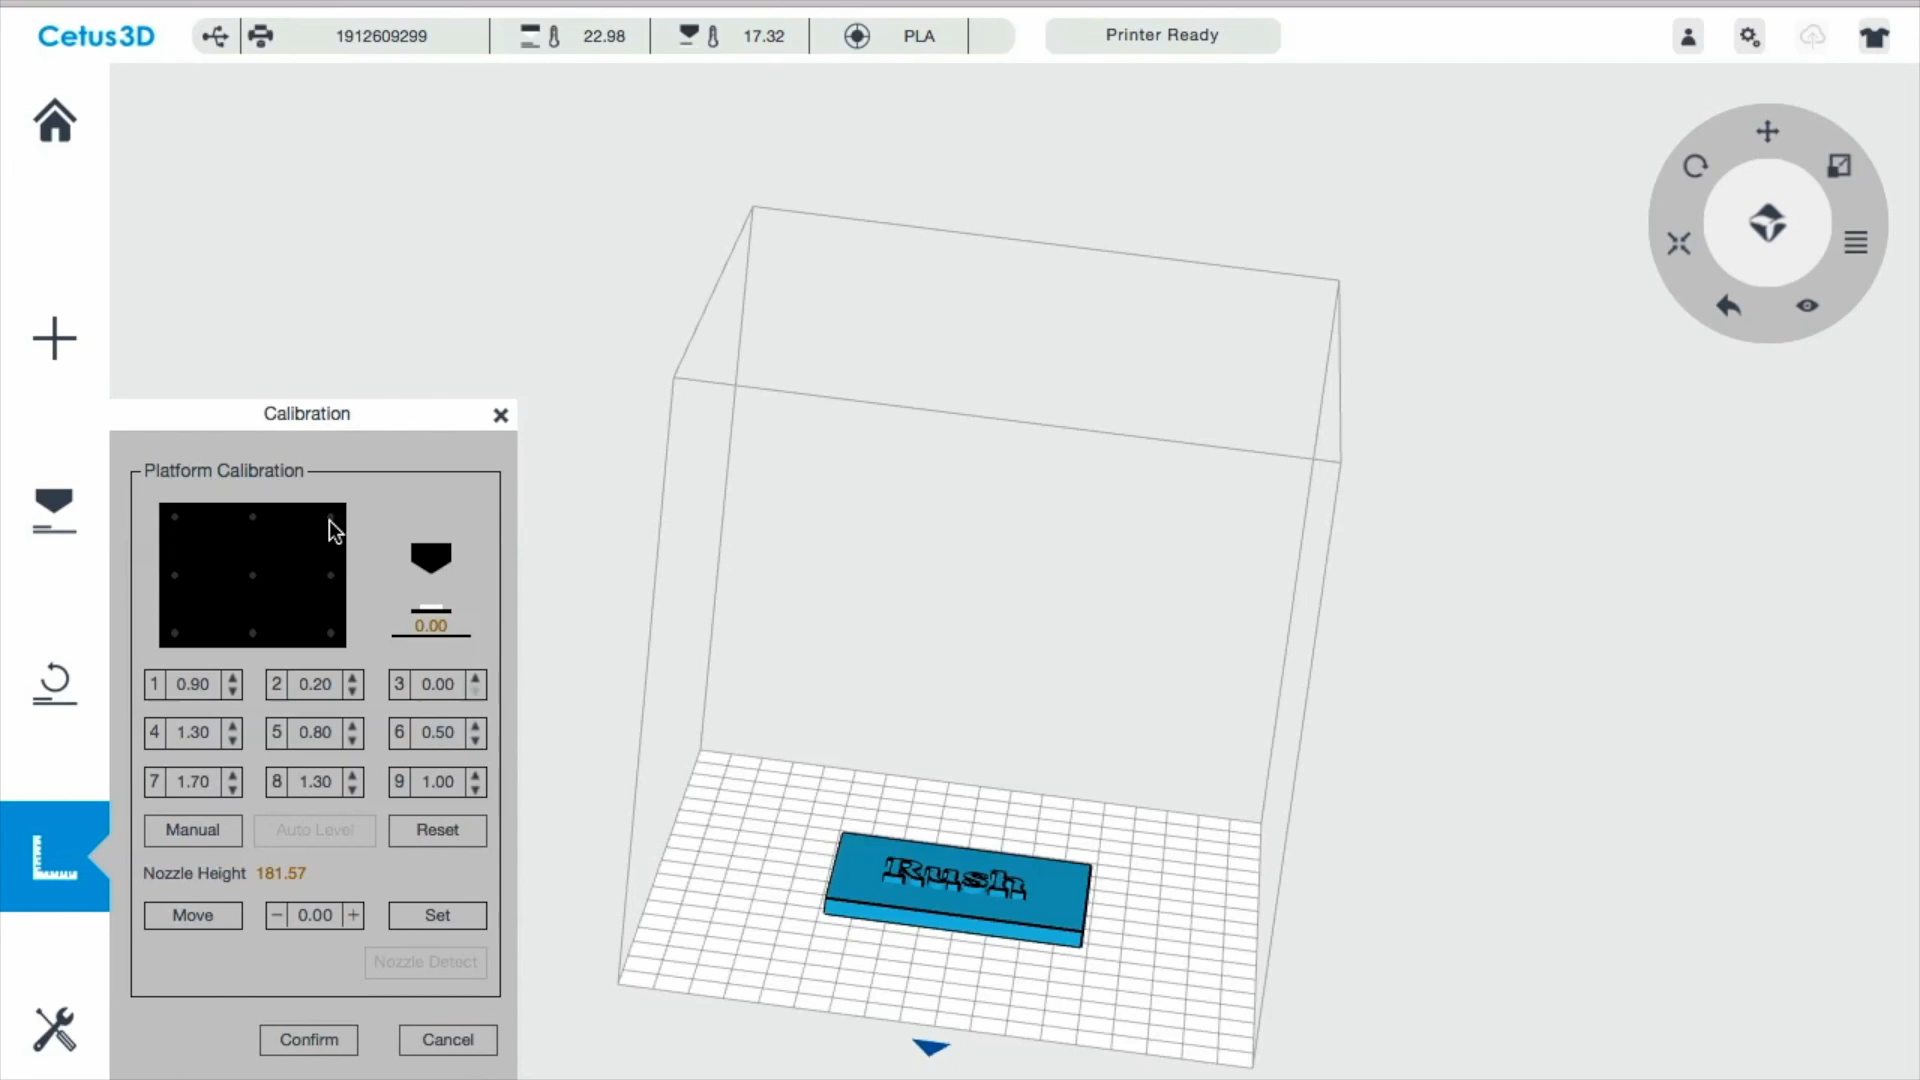 Cetus3D
1912609299
22.98
17.32
PLA
Printer Ready
Calibration
Platform Calibration
0.00
1 0.90 2 0.20 3 0.00
4 1.30 5 0.80 6 0.50
7 1.70 8 1.30 9 1.00
Manual Auto Level Reset
Nozzle Height 181.57
Move − 0.00 + Set
Nozzle Detect
Confirm Cancel
Rush